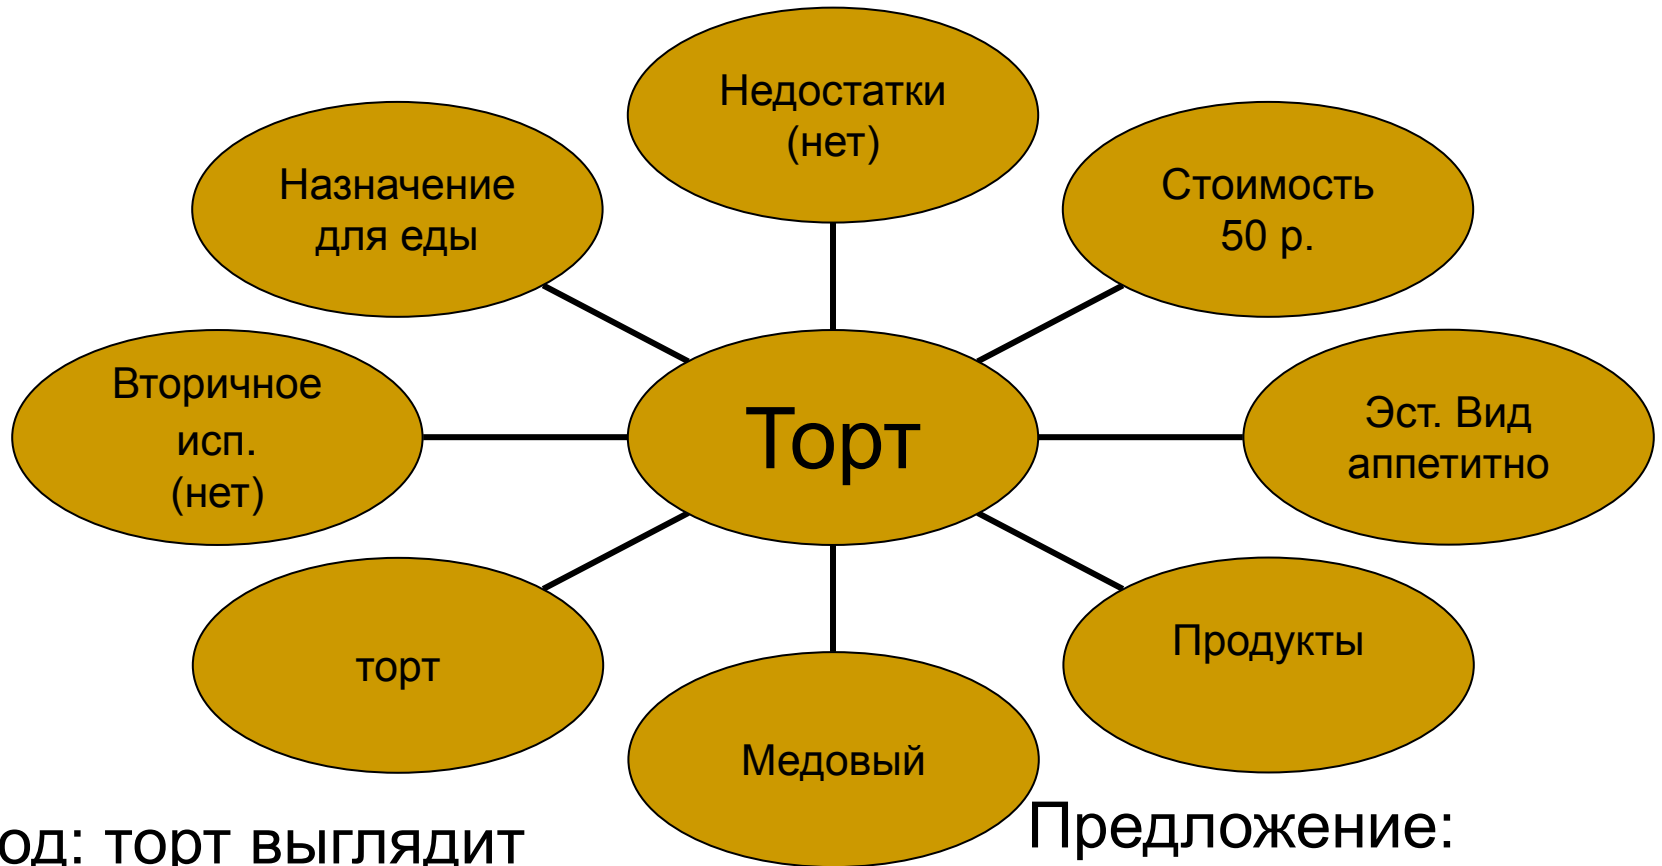 Недостатки
(нет)
Назначение
для еды
Стоимость
50 р.
Вторичное
исп.
(нет)
Торт
Эст. Вид
аппетитно
торт
Продукты
Медовый
од: торт выглядит
Предложение: